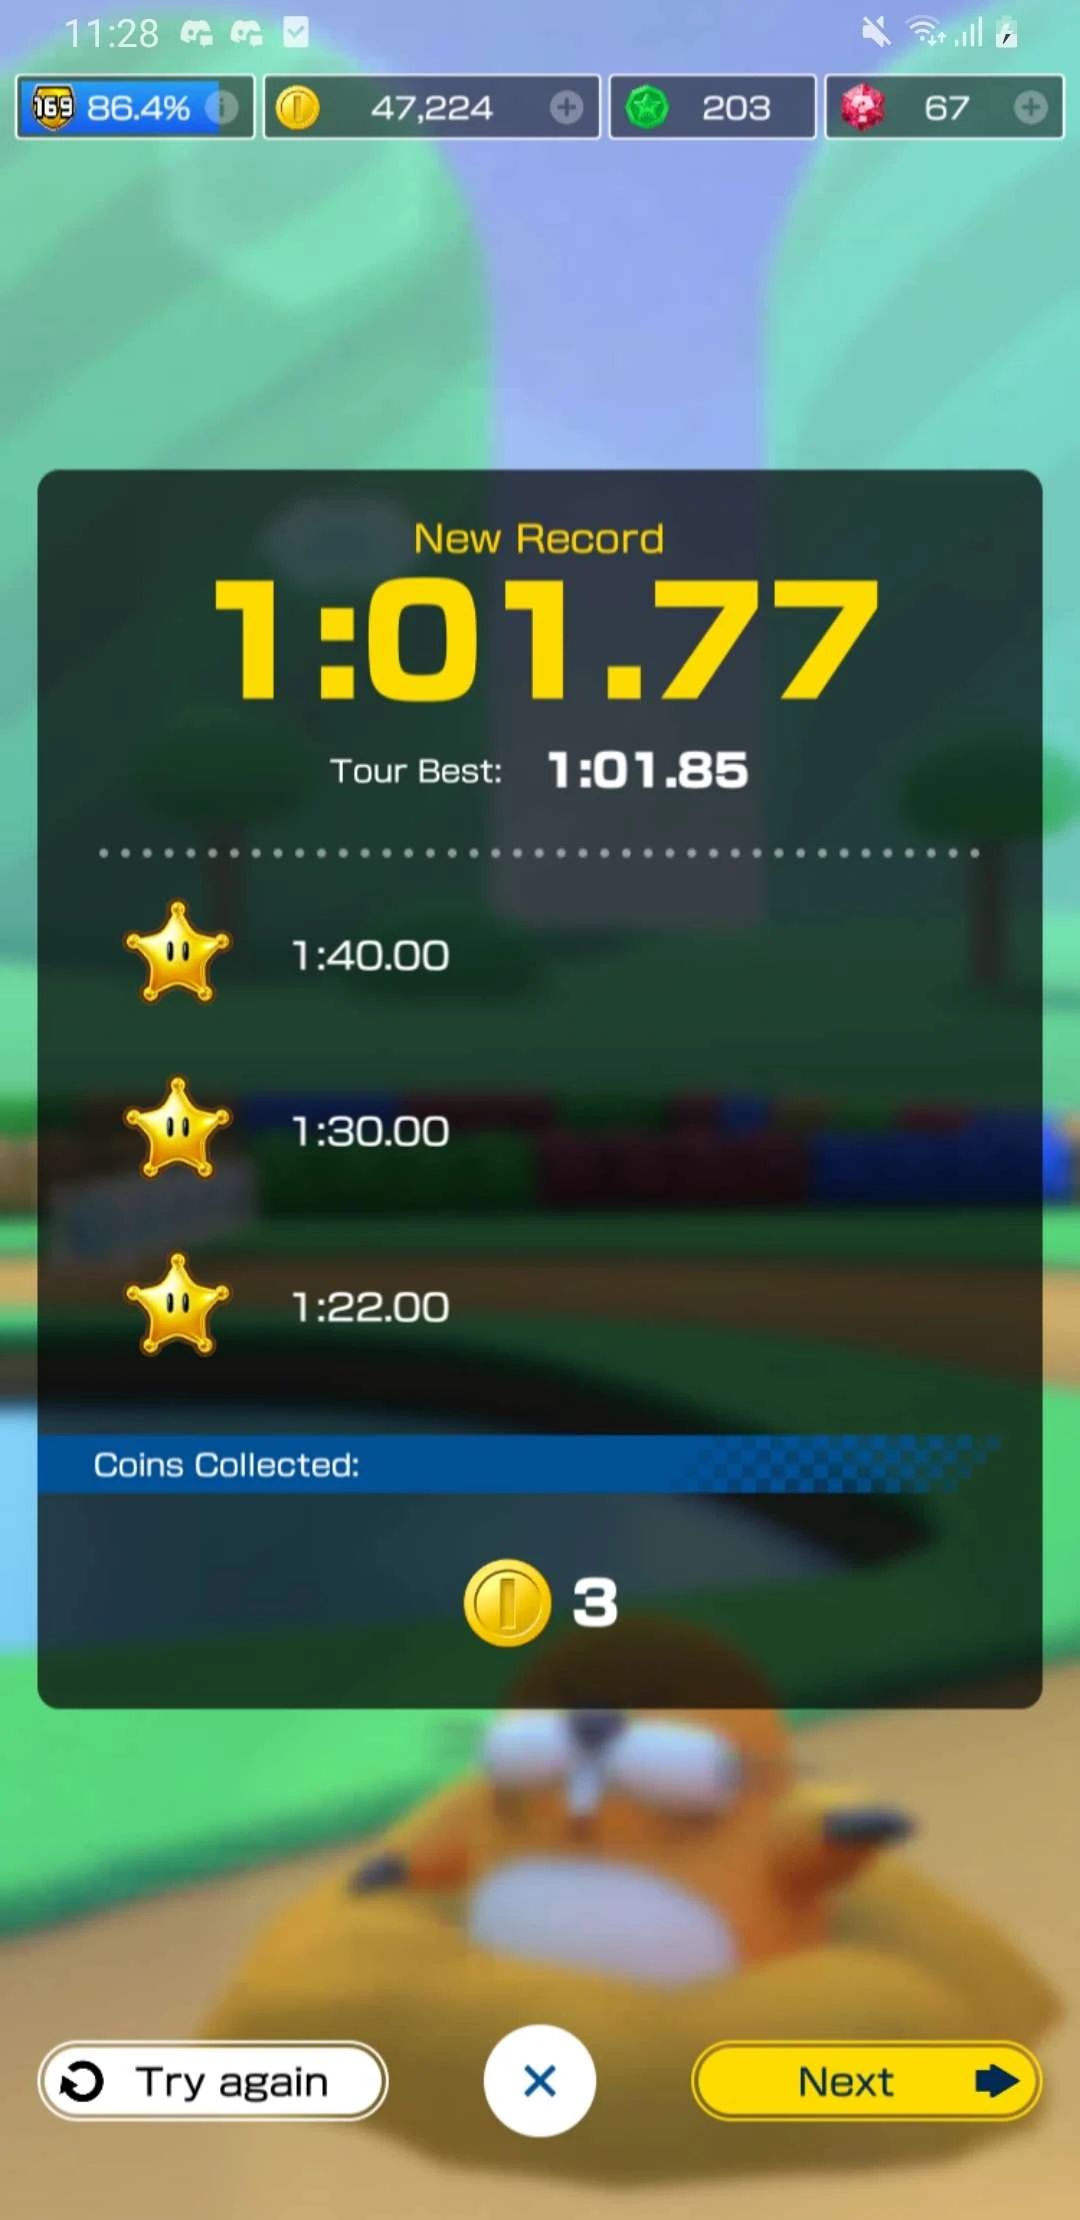 11:28
169 86.4% 47,224 203 67
New Record
1:01.77
Tour Best: 1:01.85
1:40.00
1:30.00
1:22.00
Coins Collected:
3
Try again Next